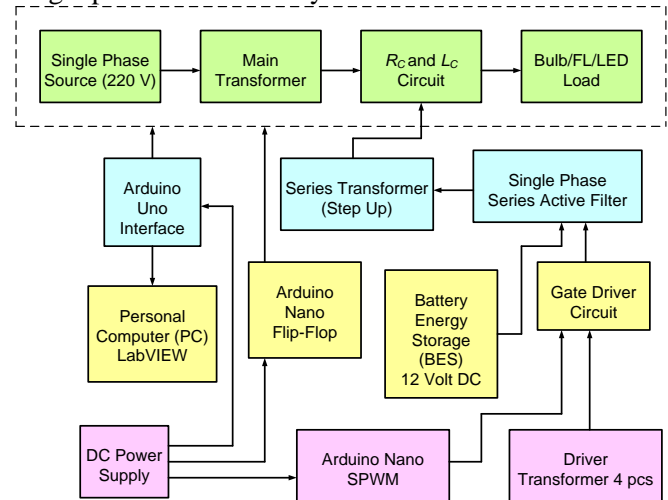 Single Phase
Source (220 V)
Main
Transformer
RC and LC
Circuit
Bulb/FL/LED
Load
Arduino
Uno
Interface
Series Transformer
(Step Up)
Single Phase
Series Active Filter
Personal
Computer (PC)
LabVIEW
Arduino
Nano
Flip-Flop
Battery
Energy
Storage
(BES)
12 Volt DC
Gate Driver
Circuit
DC Power
Supply
Arduino Nano
SPWM
Driver
Transformer 4 pcs